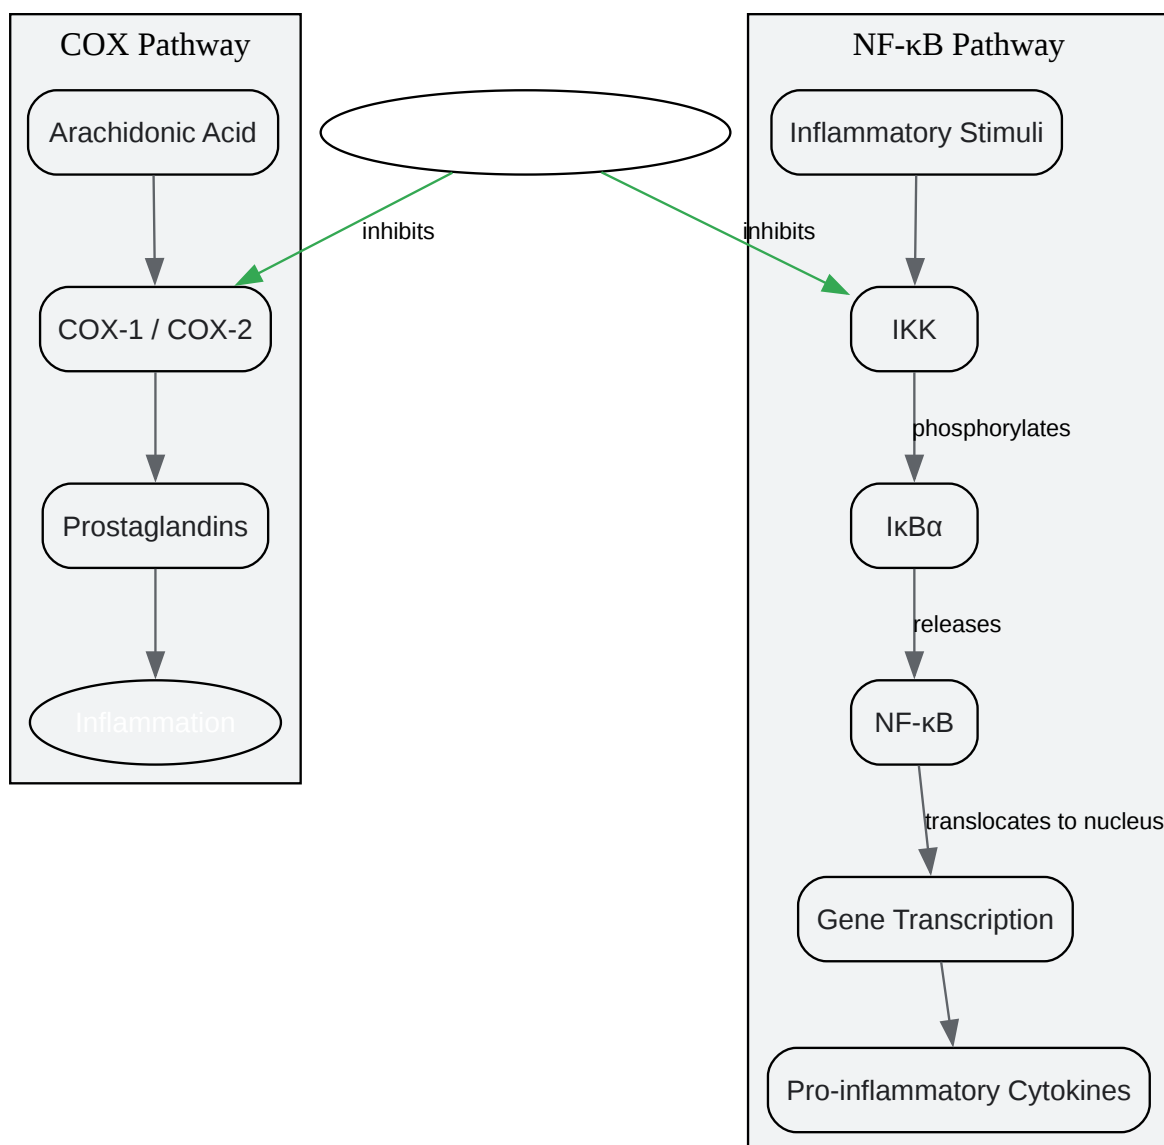 COX Pathway
Arachidonic Acid
COX-1 / COX-2
Prostaglandins
Inflammation
inhibits
inhibits
NF-κB Pathway
Inflammatory Stimuli
IKK
phosphorylates
IκBα
releases
NF-κB
translocates to nucleus
Gene Transcription
Pro-inflammatory Cytokines